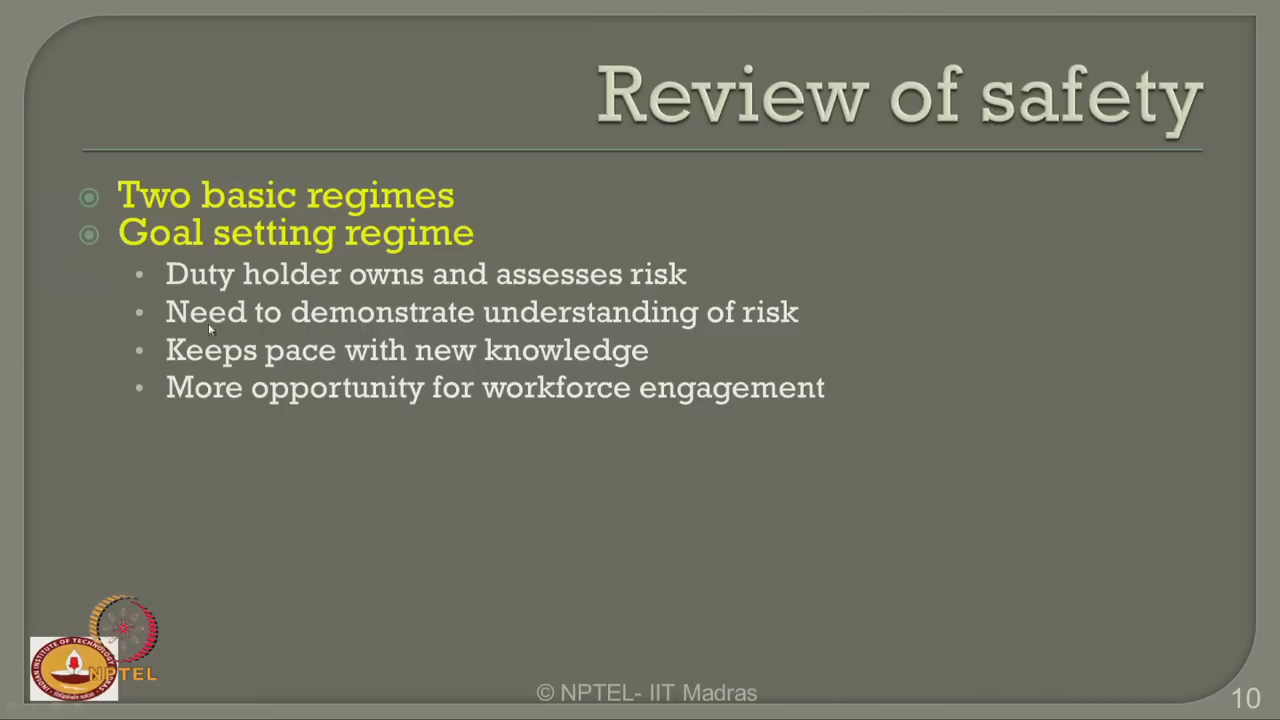 Review of safety
Two basic regimes
Goal setting regime
Duty holder owns and assesses risk
Need to demonstrate understanding of risk
Keeps pace with new knowledge
More opportunity for workforce engagement
NPTEL
© NPTEL- IIT Madras
10